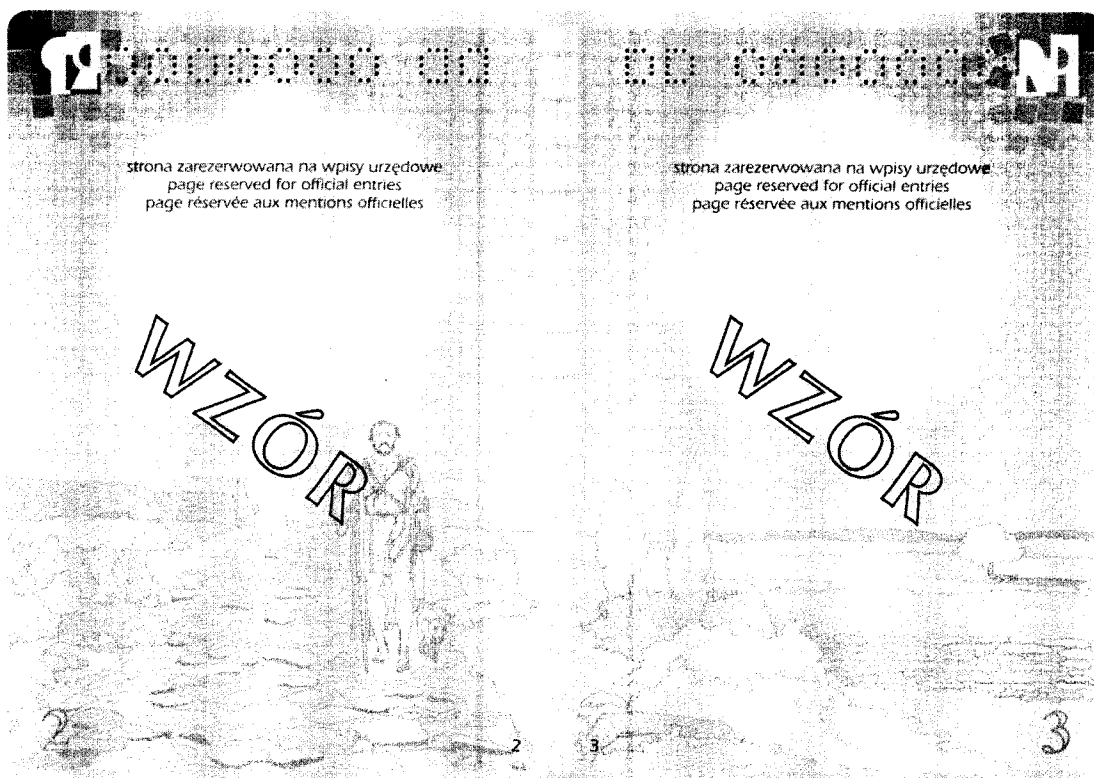 strona zarezerwowana na wpisy urzędowe
page reserved for official entries
page réservée aux mentions officielles
WZÓR
2
2
strona zarezerwowana na wpisy urzędowe
page reserved for official entries
page réservée aux mentions officielles
WZÓR
3
3